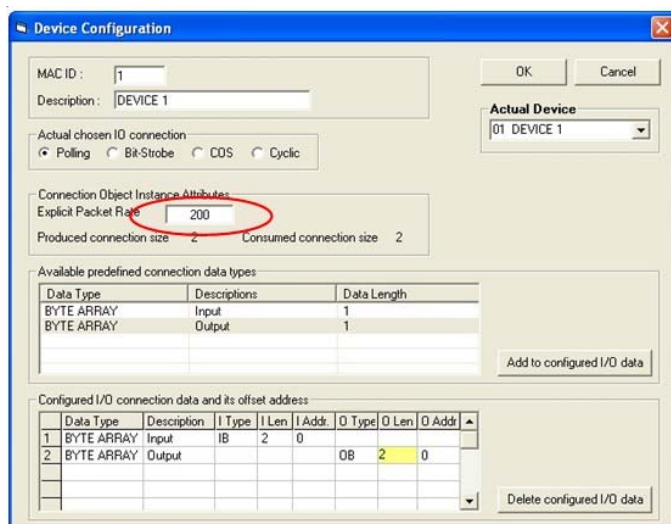 Device Configuration
MAC ID : 1
OK Cancel
Description : DEVICE 1
Actual Device
01 DEVICE 1
Actual chosen IO connection
Polling Bit-Strobe COS Cyclic
Connection Object Instance Attributes
Explicit Packet Rate 200
Produced connection size 2 Consumed connection size 2
Available predefined connection data types
Data Type Descriptions Data Length
BYTE ARRAY Input 1
BYTE ARRAY Output 1
Add to configured I/O data
Configured I/O connection data and its offset address
Data Type Description I Type I Len I Addr. O Type O Len O Addr
1 BYTE ARRAY Input IB 2 0
2 BYTE ARRAY Output OB 2 0
Delete configured I/O data